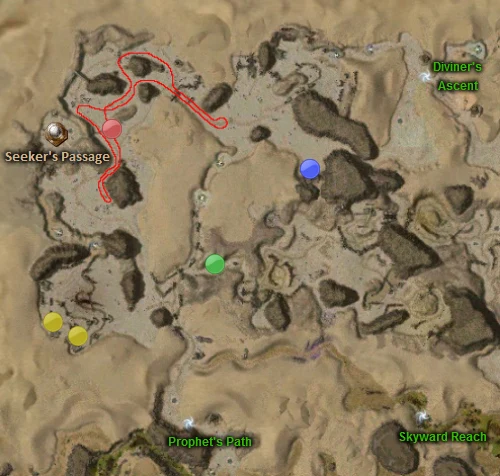 Diviner's
Ascent
Seeker's Passage
Prophet's Path
Skyward Reach